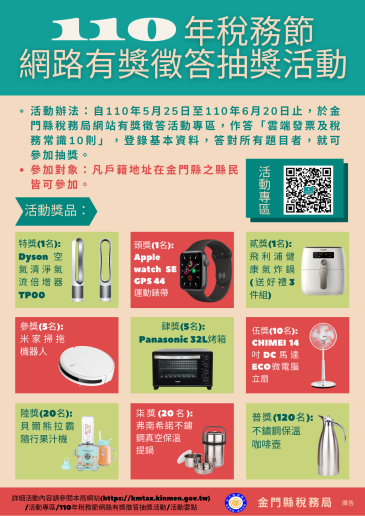 110 年稅務節
網路有獎徵答抽獎活動
• 活動辦法：自110年5月25日至110年6月20日止，於金
門縣稅務局網站有獎徵答活動專區，作答「雲端發票及稅
務常識10則」，登錄基本資料，答對所有題目者，就可
參加抽獎。
• 參加對象：凡戶籍地址在金門縣之縣民
皆可參加。
活動專區
活動獎品：
特獎(1名):
Dyson 空
氣清淨氣
流倍增器
TP00
頭獎(1名):
Apple
watch SE
GPS 44
運動錶帶
貳獎(1名):
飛利浦健
康氣炸鍋
(送好禮3
件組)
參獎(5名):
米家掃拖
機器人
肆獎(5名):
Panasonic 32L烤箱
伍獎(10名):
CHIMEI 14
吋DC馬達
ECO微電腦
立扇
陸獎(20名):
貝爾熊拉霸
隨行果汁機
柒獎(20名):
弗南希諾不鏽
鋼真空保溫
提鍋
普獎(120名):
不鏽鋼保溫
咖啡壺
詳細活動內容請參閱本局網站(https://kmtax.kinmen.gov.tw)
/活動專區/110年稅務節網路有獎徵答抽獎活動/活動要點
金門縣稅務局
廣告